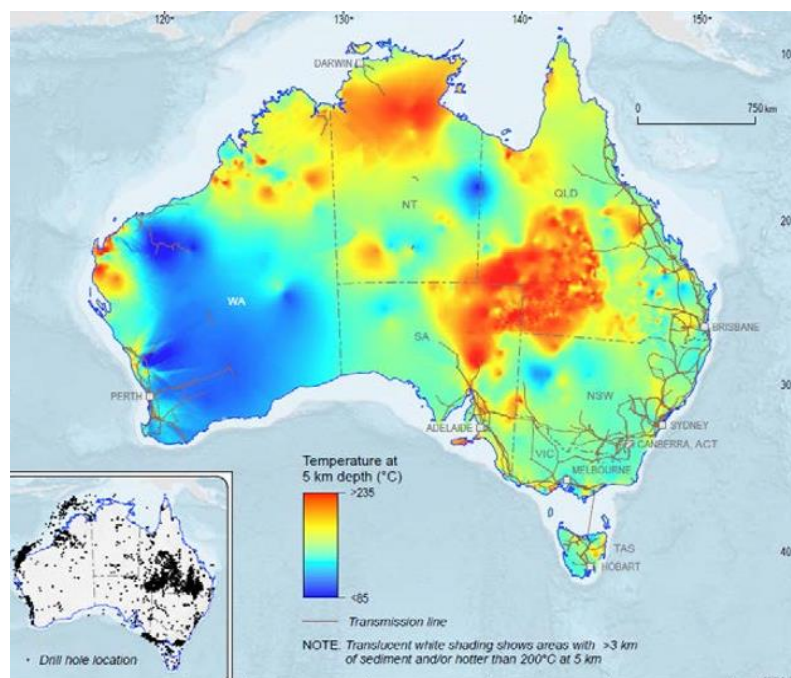 120° 130° 140° 150°
10°
DARWIN
0 750 km
NT
QLD
20°
WA
SA
BRISBANE
30°
PERTH
NSW
ADELAIDE
SYDNEY
CANBERRA, ACT
VIC
MELBOURNE
Temperature at
5 km depth (°C)
>235
<85
TAS
40°
HOBART
Transmission line
NOTE. Translucent white shading shows areas with >3 km
of sediment and/or hotter than 200°C at 5 km
• Drill hole location